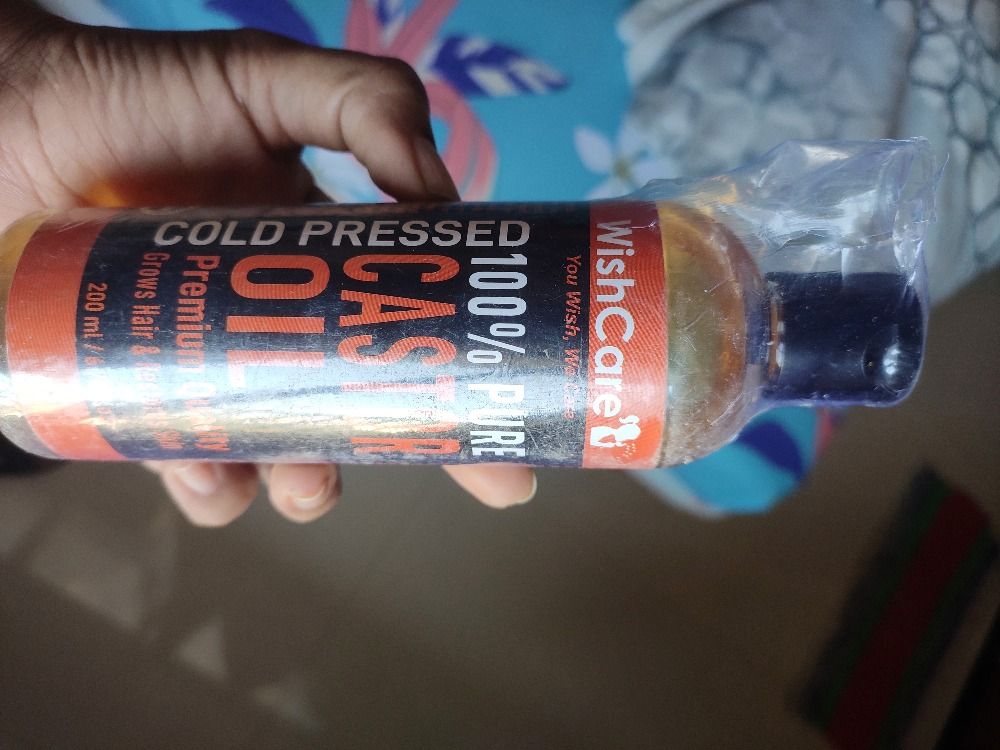 WishCare
You Wish, We Care
100% PURE
COLD PRESSED
CASTOR
OIL
Premium
Grows Hair &
200 ml /